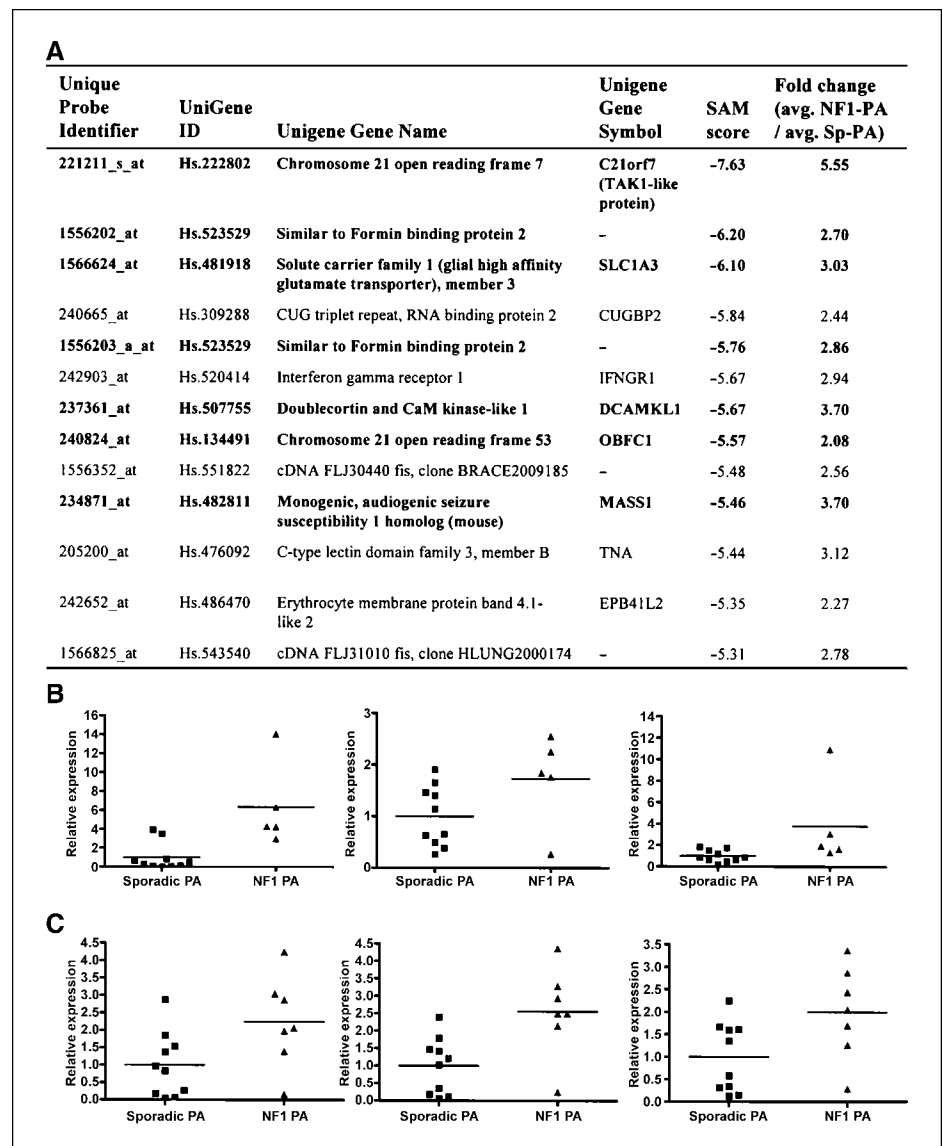 A
Unique Probe Identifier UniGene ID Unigene Gene Name Unigene Gene Symbol SAM score Fold change (avg. NF1-PA / avg. Sp-PA)
221211_s_at Hs.222802 Chromosome 21 open reading frame 7 C21orf7 (TAK1-like protein) −7.63 5.55
1556202_at Hs.523529 Similar to Formin binding protein 2 – −6.20 2.70
1566624_at Hs.481918 Solute carrier family 1 (glial high affinity glutamate transporter), member 3 SLC1A3 −6.10 3.03
240665_at Hs.309288 CUG triplet repeat, RNA binding protein 2 CUGBP2 −5.84 2.44
1556203_a_at Hs.523529 Similar to Formin binding protein 2 – −5.76 2.86
242903_at Hs.520414 Interferon gamma receptor 1 IFNGR1 −5.67 2.94
237361_at Hs.507755 Doublecortin and CaM kinase-like 1 DCAMKL1 −5.67 3.70
240824_at Hs.134491 Chromosome 21 open reading frame 53 OBFC1 −5.57 2.08
1556352_at Hs.551822 cDNA FLJ30440 fis, clone BRACE2009185 – −5.48 2.56
234871_at Hs.482811 Monogenic, audiogenic seizure susceptibility 1 homolog (mouse) MASS1 −5.46 3.70
205200_at Hs.476092 C-type lectin domain family 3, member B TNA −5.44 3.12
242652_at Hs.486470 Erythrocyte membrane protein band 4.1-like 2 EPB41L2 −5.35 2.27
1566825_at Hs.543540 cDNA FLJ31010 fis, clone HLUNG2000174 – −5.31 2.78
B
Relative expression
16
14
12
10
8
6
4
2
0
Sporadic PA NF1 PA
Relative expression
3
2
1
0
Sporadic PA NF1 PA
Relative expression
14
12
10
8
6
4
2
0
Sporadic PA NF1 PA
C
Relative expression
4.5
4.0
3.5
3.0
2.5
2.0
1.5
1.0
0.5
0.0
Sporadic PA NF1 PA
Relative expression
4.5
4.0
3.5
3.0
2.5
2.0
1.5
1.0
0.5
0.0
Sporadic PA NF1 PA
Relative expression
3.5
3.0
2.5
2.0
1.5
1.0
0.5
0.0
Sporadic PA NF1 PA